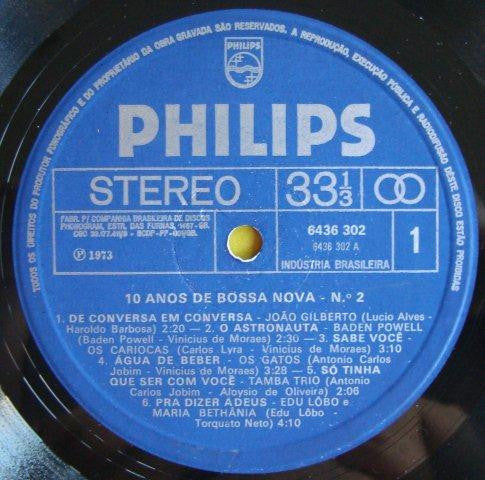 TODOS OS DIREITOS DO PRODUTOR FONOGRÁFICO E DO PROPRIETÁRIO DA OBRA GRAVADA SÃO RESERVADOS. A REPRODUÇÃO, EXECUÇÃO PÚBLICA E RADIODIFUSÃO DÊSTE DISCO ESTÃO PROIBIDAS
PHILIPS
PHILIPS
STEREO
33 1/3
FABR. P/ COMPANHIA BRASILEIRA DE DISCOS
PHONOGRAM, ESTR. DAS FURNAS,
Ⓟ 1973
6436 302
6436 302 A
INDÚSTRIA BRASILEIRA
1
10 ANOS DE BOSSA NOVA - N.º 2
1. DE CONVERSA EM CONVERSA - JOÃO GILBERTO (Lucio Alves -
Haroldo Barbosa) 2:20 — 2. O ASTRONAUTA - BADEN POWELL
(Baden Powell - Vinicius de Moraes) 2:30 — 3. SABE VOCÊ -
OS CARIOCAS (Carlos Lyra - Vinicius de Moraes) 3:10
4. ÁGUA DE BEBER - OS GATOS (Antonio Carlos
Jobim - Vinicius de Moraes) 3:28 — 5. SÓ TINHA
QUE SER COM VOCÊ - TAMBA TRIO (Antonio
Carlos Jobim - Aloysio de Oliveira) 2:06
6. PRA DIZER ADEUS - EDU LÔBO e
MARIA BETHÂNIA (Edu Lôbo -
Torquato Neto) 4:10